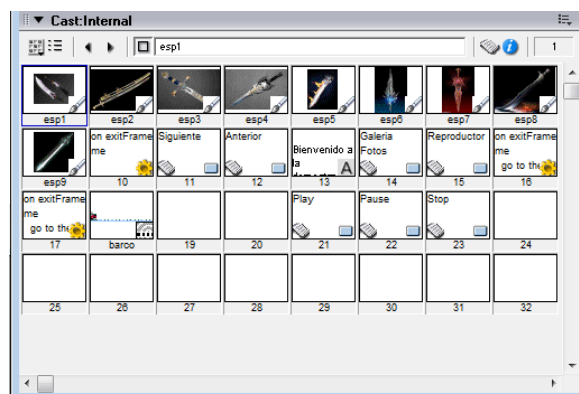 Cast:Internal
esp1
1
esp1 esp2 esp3 esp4 esp5 esp6 esp7 esp8
on exitFrame me
Siguiente
Anterior
Bienvenido a la
A
Galeria Fotos
Reproductor
on exitFrame me
go to the
esp9 10 11 12 13 14 15 16
on exitFrame me
go to the
Play
Pause
Stop
17 barco 19 20 21 22 23 24
25 26 27 28 29 30 31 32